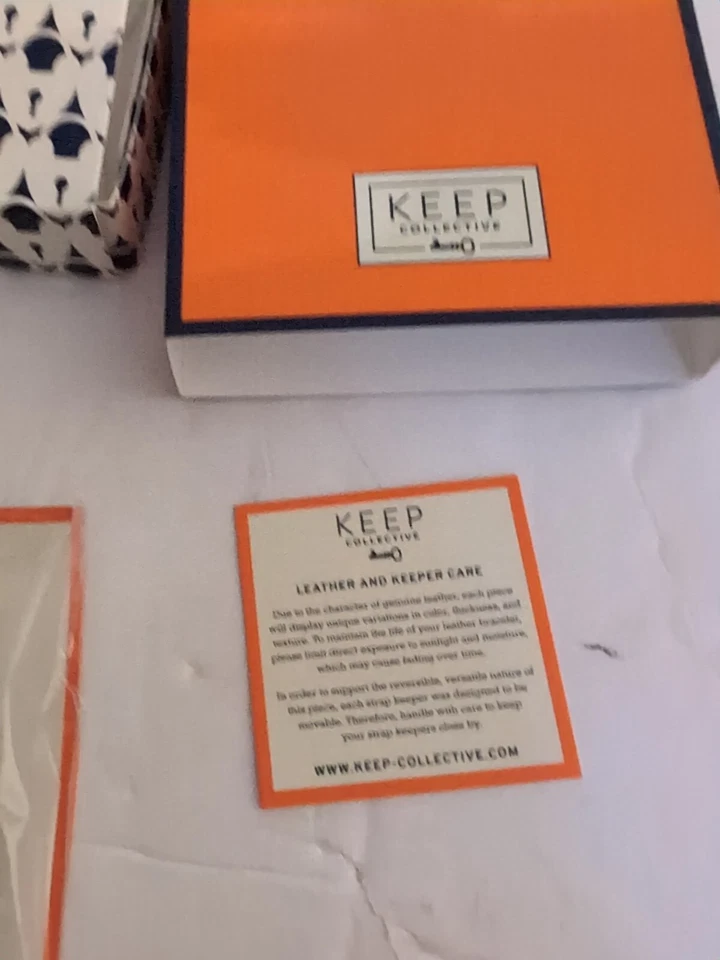 KEEP
COLLECTIVE
KEEP
COLLECTIVE
LEATHER AND KEEPER CARE
Due to the character of genuine leather, each piece
will display unique variations in color, thickness, and
texture. To maintain the life of your leather bracelet,
please limit direct exposure to sunlight and moisture,
which may cause fading over time.
In order to support the reversible, versatile nature of
this piece, each strap keeper was designed to be
movable. Therefore, handle with care to keep
your strap keepers close by.
WWW.KEEP-COLLECTIVE.COM